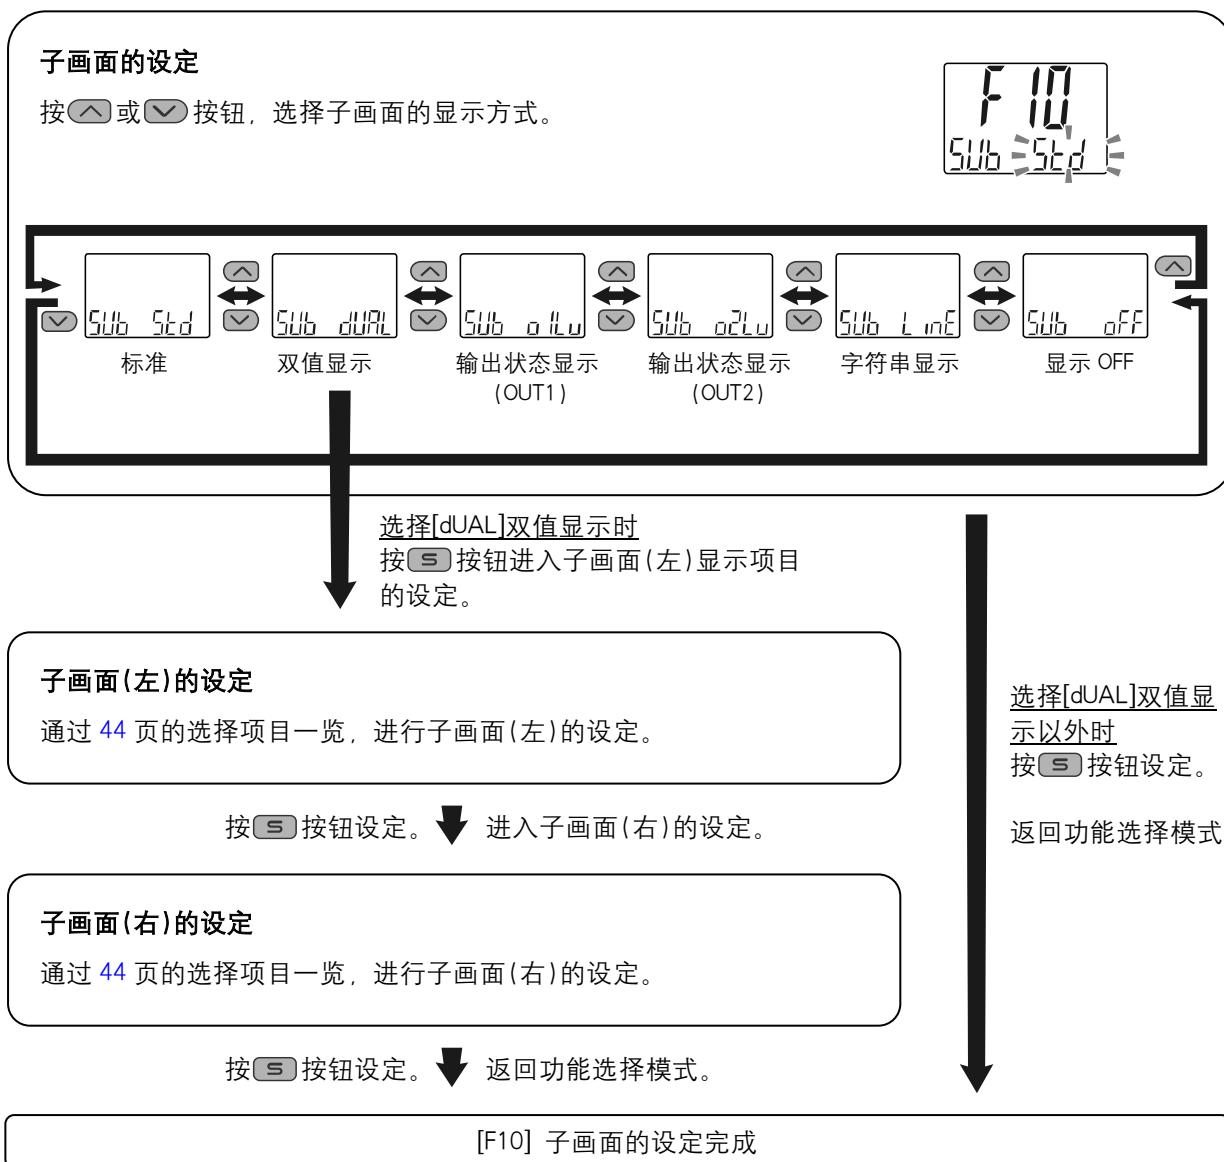 子画面的设定
按或按钮，选择子画面的显示方式。
F10
SUb Std
SUb Std
SUb dUAL
SUb o1Lu
SUb o2Lu
SUb LinE
SUb oFF
标准
双值显示
输出状态显示
(OUT1)
输出状态显示
(OUT2)
字符串显示
显示 OFF
选择[dUAL]双值显示时
按 S 按钮进入子画面(左)显示项目
的设定。
子画面(左)的设定
通过 44 页的选择项目一览，进行子画面(左)的设定。
按 S 按钮设定。 进入子画面(右)的设定。
子画面(右)的设定
通过 44 页的选择项目一览，进行子画面(右)的设定。
按 S 按钮设定。 返回功能选择模式。
选择[dUAL]双值显
示以外时
按 S 按钮设定。
返回功能选择模式
[F10] 子画面的设定完成